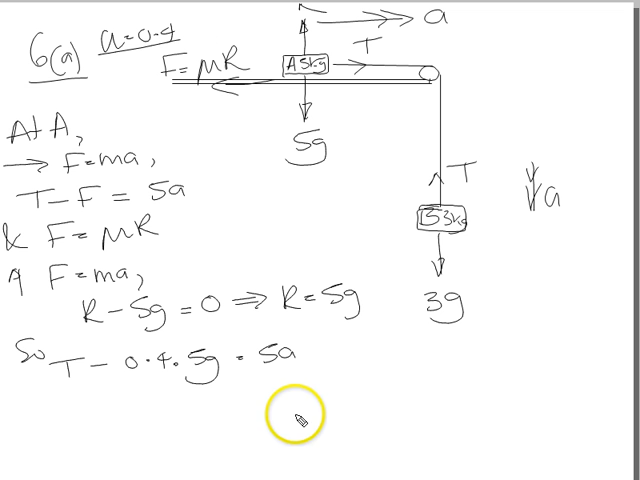 6(a) a=0.4
R
a
F=μR
A 5kg
T
5g
T
B 3kg
a
3g
At A,
→ F=ma,
T-F = 5a
& F=μR
↑ F=ma,
R-5g=0 ⇒ R=5g
So T - 0.4.5g = 5a